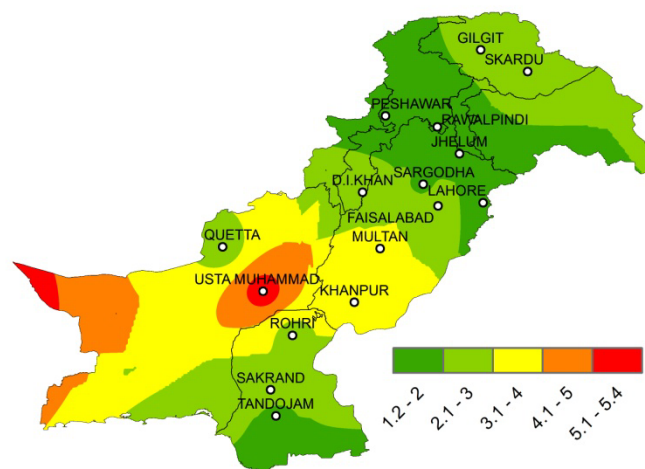 GILGIT
SKARDU
PESHAWAR
RAWALPINDI
JHELUM
SARGODHA
D.I.KHAN
LAHORE
FAISALABAD
QUETTA
MULTAN
USTA MUHAMMAD
KHANPUR
ROHRI
SAKRAND
TANDOJAM
1.2 - 2
2.1 - 3
3.1 - 4
4.1 - 5
5.1 - 5.4